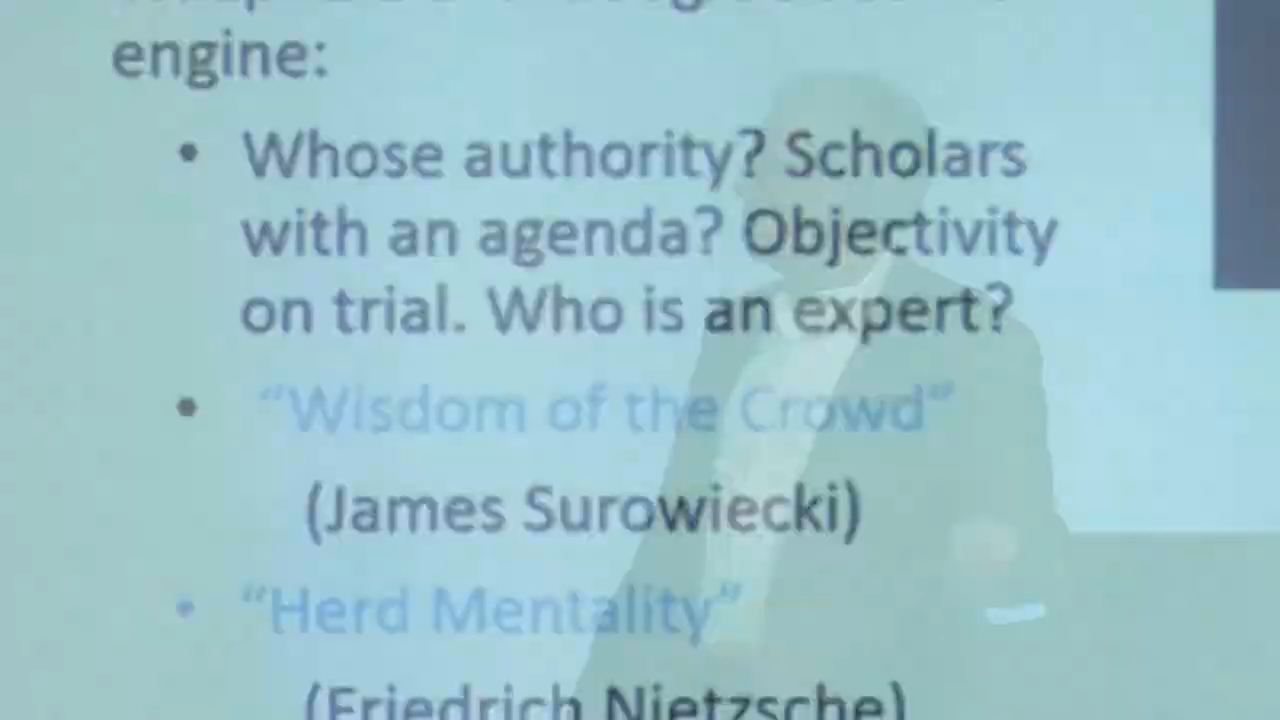 engine:
• Whose authority? Scholars
with an agenda? Objectivity
on trial. Who is an expert?
• “Wisdom of the Crowd”
(James Surowiecki)
• “Herd Mentality”
(Friedrich Nietzsche)